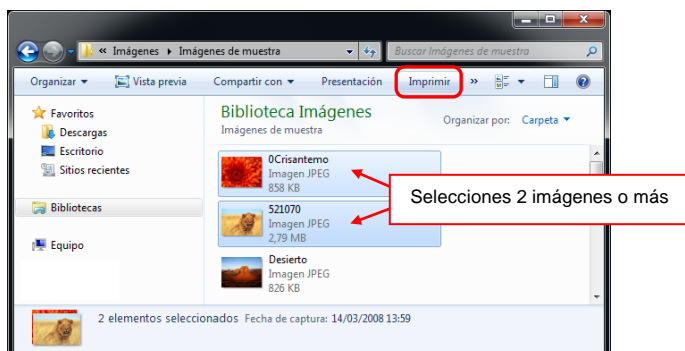 « Imágenes ▸ Imágenes de muestra
Buscar Imágenes de muestra
Organizar Vista previa Compartir con Presentación Imprimir »
Favoritos
Descargas
Escritorio
Sitios recientes
Bibliotecas
Equipo
Biblioteca Imágenes
Imágenes de muestra
Organizar por: Carpeta
0Crisantemo
Imagen JPEG
858 KB
521070
Imagen JPEG
2,79 MB
Desierto
Imagen JPEG
826 KB
Selecciones 2 imágenes o más
2 elementos seleccionados Fecha de captura: 14/03/2008 13:59